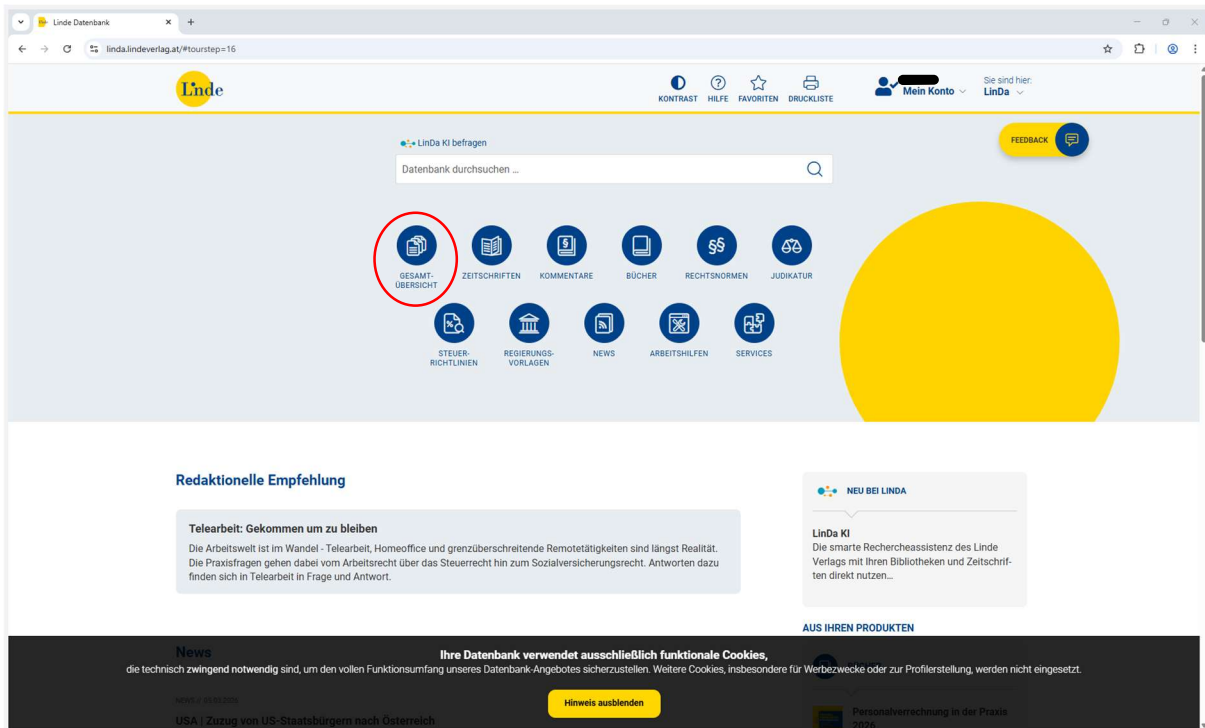 Linde Datenbank
linda.lindeverlag.at/#tourstep=16
Linde
KONTRAST
HILFE
FAVORITEN
DRUCKLISTE
Mein Konto
Sie sind hier:
LinDa
LinDa KI befragen
FEEDBACK
Datenbank durchsuchen ...
GESAMT-
ÜBERSICHT
ZEITSCHRIFTEN
KOMMENTARE
BÜCHER
RECHTSNORMEN
JUDIKATUR
STEUER-
RICHTLINIEN
REGIERUNGS-
VORLAGEN
NEWS
ARBEITSHILFEN
SERVICES
Redaktionelle Empfehlung
Telearbeit: Gekommen um zu bleiben
Die Arbeitswelt ist im Wandel - Telearbeit, Homeoffice und grenzüberschreitende Remotetätigkeiten sind längst Realität.
Die Praxisfragen gehen dabei vom Arbeitsrecht über das Steuerrecht hin zum Sozialversicherungsrecht. Antworten dazu
finden sich in Telearbeit in Frage und Antwort.
NEU BEI LINDA
LinDa KI
Die smarte Rechercheassistenz des Linde
Verlags mit Ihren Bibliotheken und Zeitschrif-
ten direkt nutzen...
AUS IHREN PRODUKTEN
News
Ihre Datenbank verwendet ausschließlich funktionale Cookies,
die technisch zwingend notwendig sind, um den vollen Funktionsumfang unseres Datenbank-Angebotes sicherzustellen. Weitere Cookies, insbesondere für Werbezwecke oder zur Profilerstellung, werden nicht eingesetzt.
Hinweis ausblenden
USA | Zuzug von US-Staatsbürgern nach Österreich
Personalverrechnung in der Praxis
2026